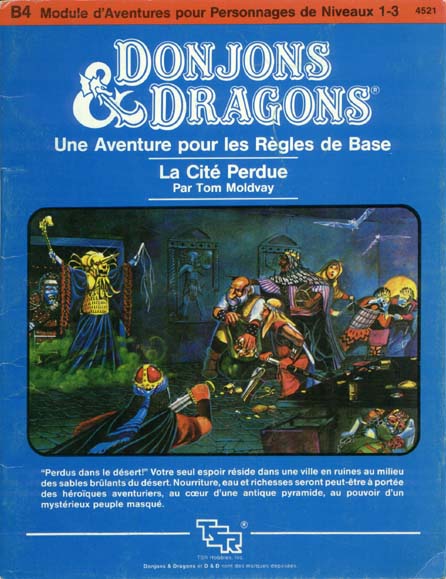 B4 Module d'Aventures pour Personnages de Niveaux 1-3 4521
DONJONS
& DRAGONS®
Une Aventure pour les Règles de Base
La Cité Perdue
Par Tom Moldvay
"Perdus dans le désert!" Votre seul espoir réside dans une ville en ruines au milieu
des sables brûlants du désert. Nourriture, eau et richesses seront peut-être à portée
des héroïques aventuriers, au cœur d'une antique pyramide, au pouvoir d'un
mystérieux peuple masqué.
TSR®
TSR Hobbies, Inc.
Donjons & Dragons et D & D sont des marques déposées.